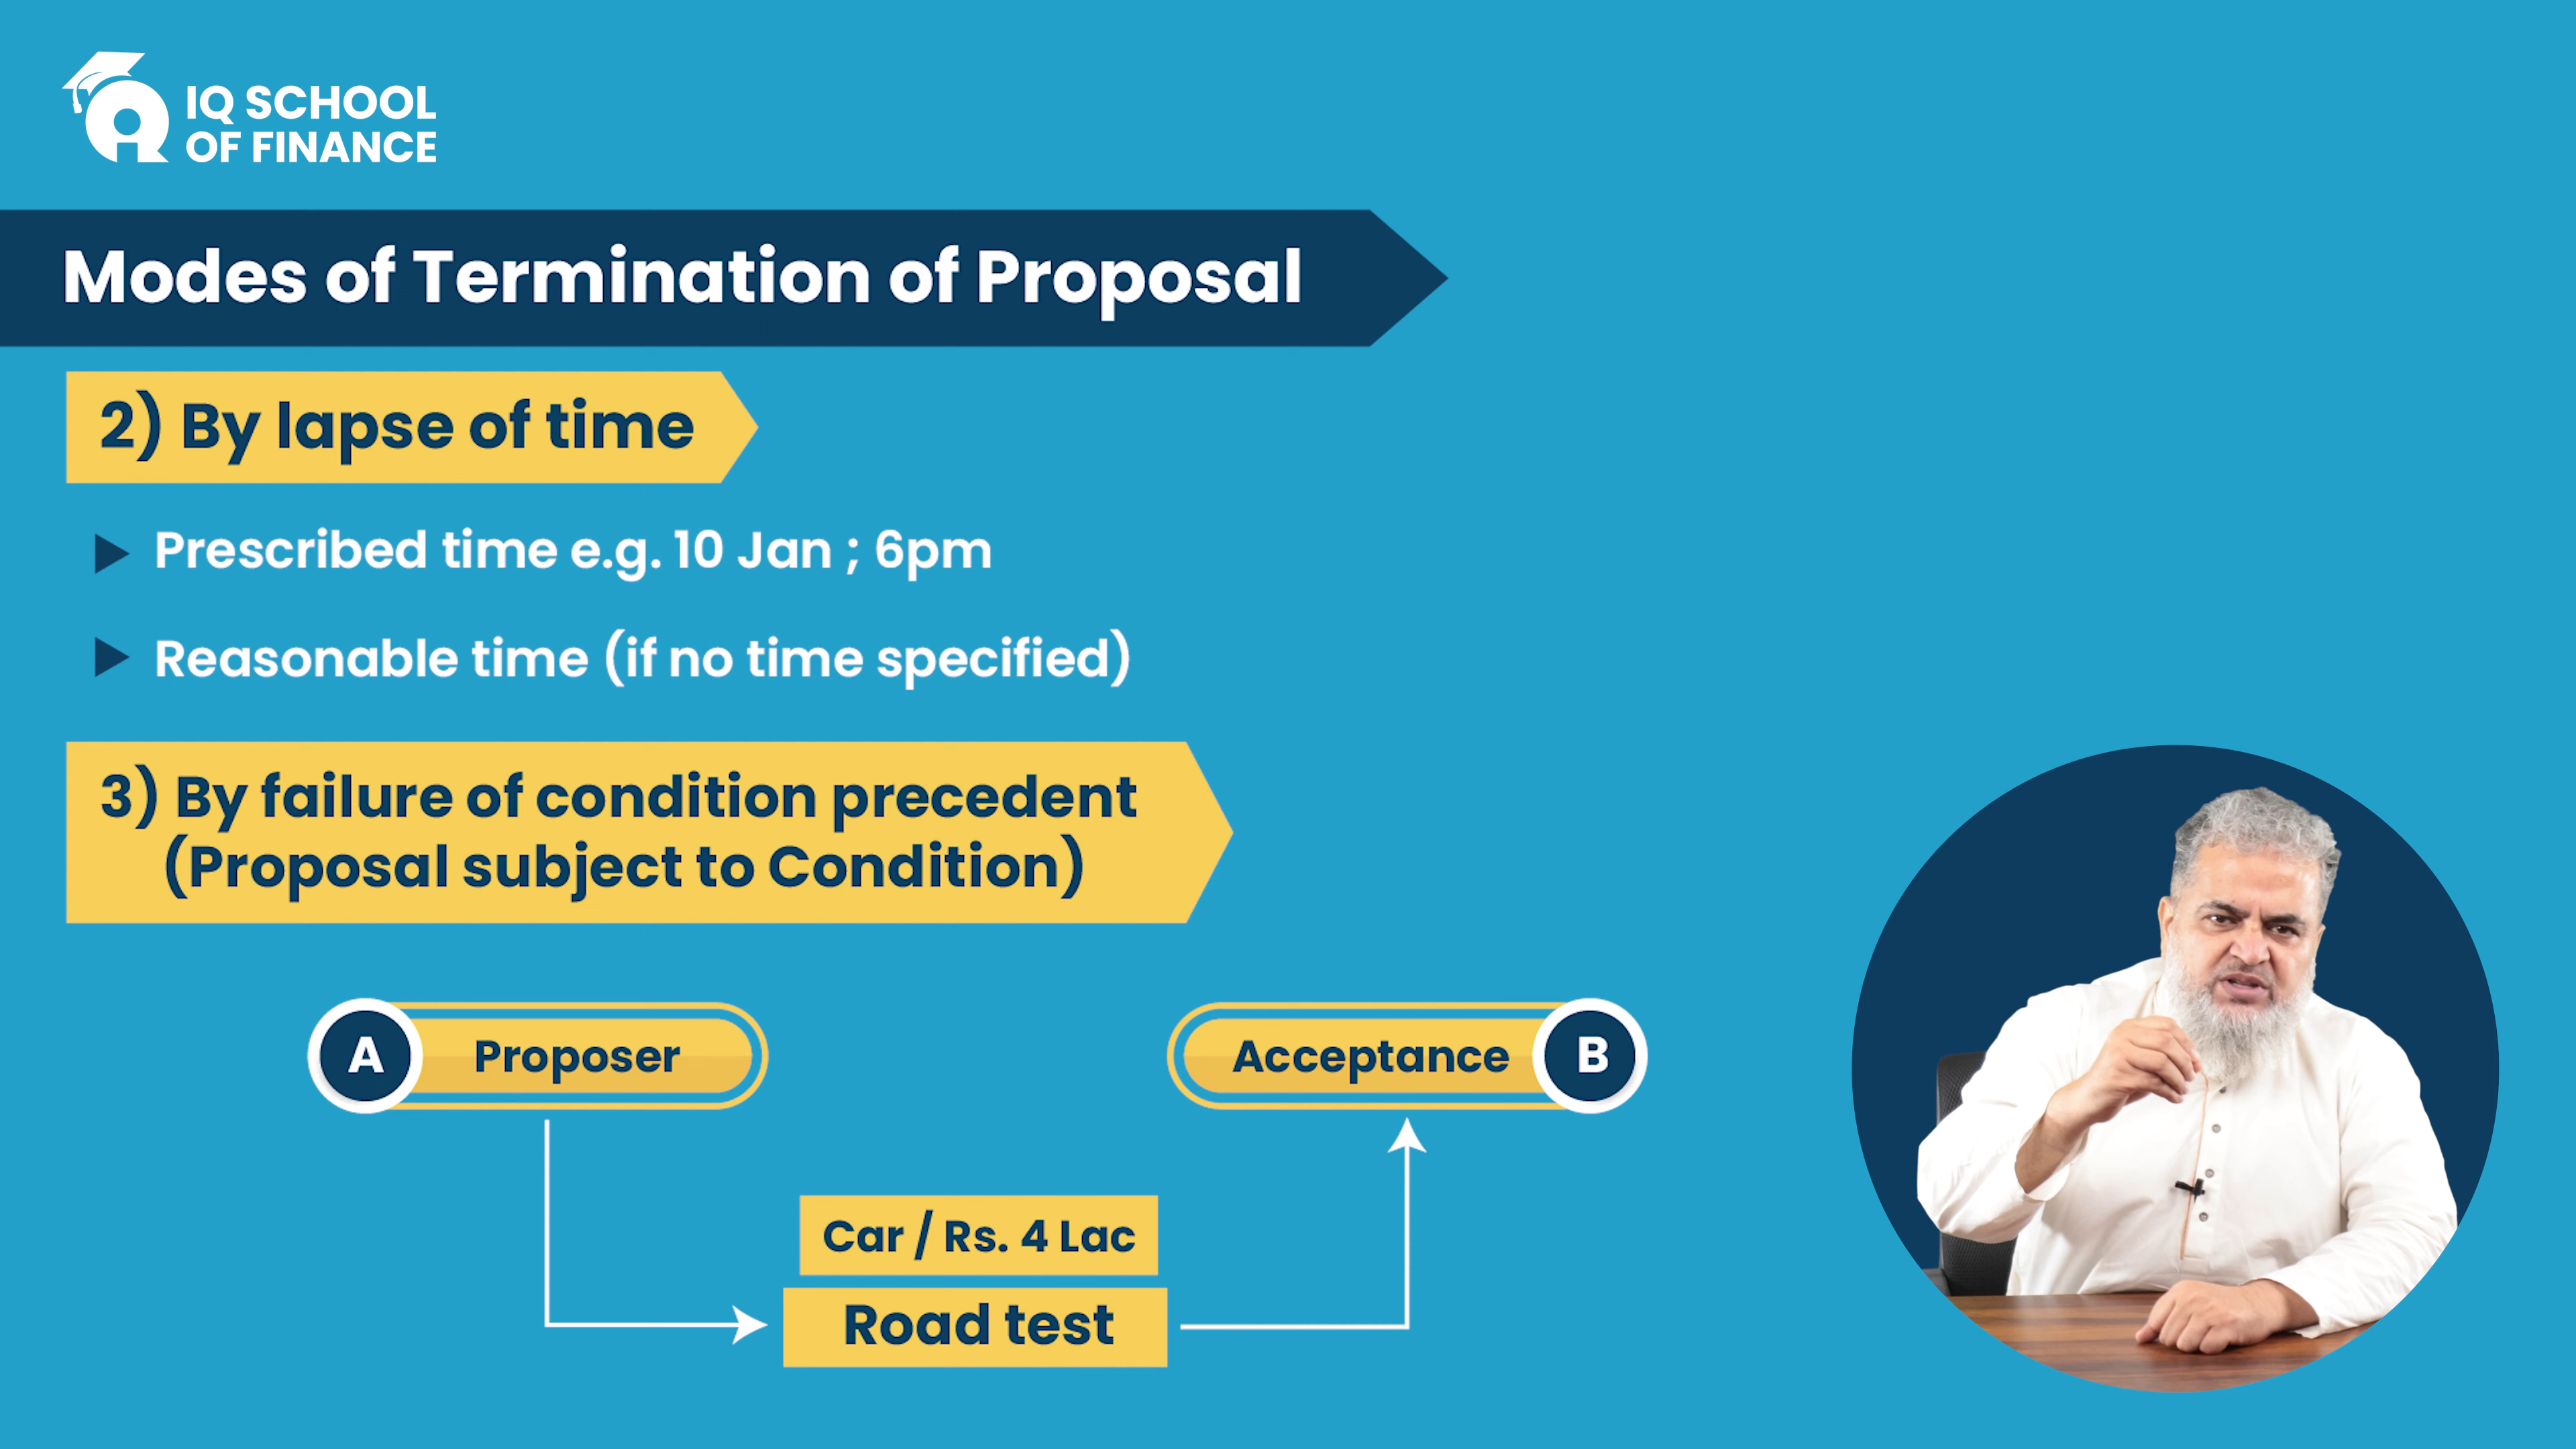 IQ SCHOOL
OF FINANCE
Modes of Termination of Proposal
2) By lapse of time
Prescribed time e.g. 10 Jan ; 6pm
Reasonable time (if no time specified)
3) By failure of condition precedent
(Proposal subject to Condition)
A Proposer
Acceptance B
Car / Rs. 4 Lac
Road test